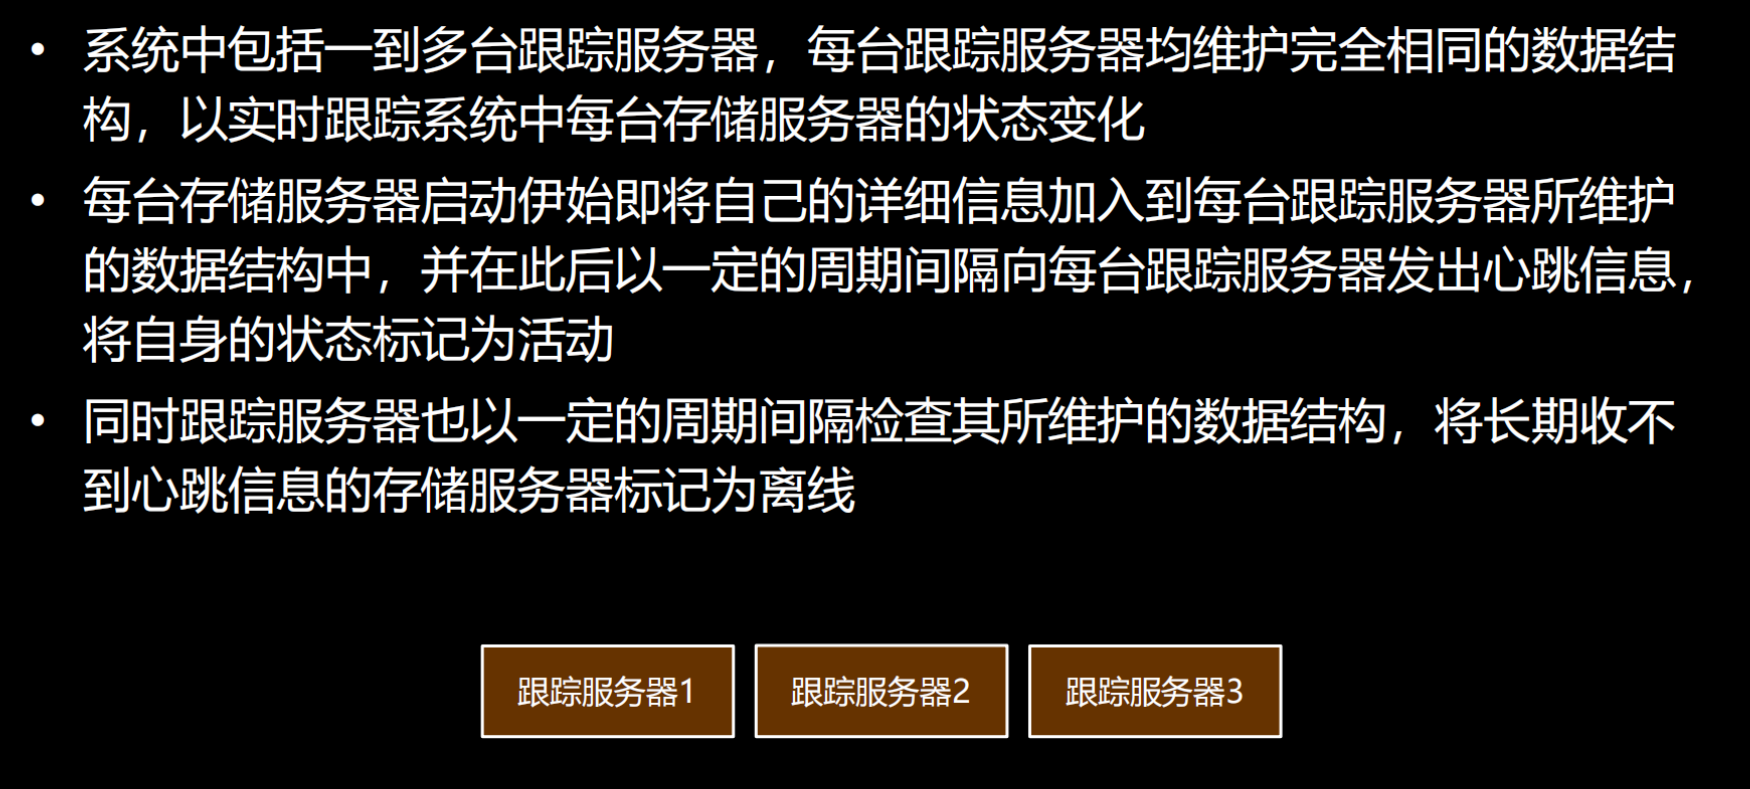 • 系统中包括一到多台跟踪服务器，每台跟踪服务器均维护完全相同的数据结
构，以实时跟踪系统中每台存储服务器的状态变化
• 每台存储服务器启动伊始即将自己的详细信息加入到每台跟踪服务器所维护
的数据结构中，并在此后以一定的周期间隔向每台跟踪服务器发出心跳信息，
将自身的状态标记为活动
• 同时跟踪服务器也以一定的周期间隔检查其所维护的数据结构，将长期收不
到心跳信息的存储服务器标记为离线
跟踪服务器1
跟踪服务器2
跟踪服务器3